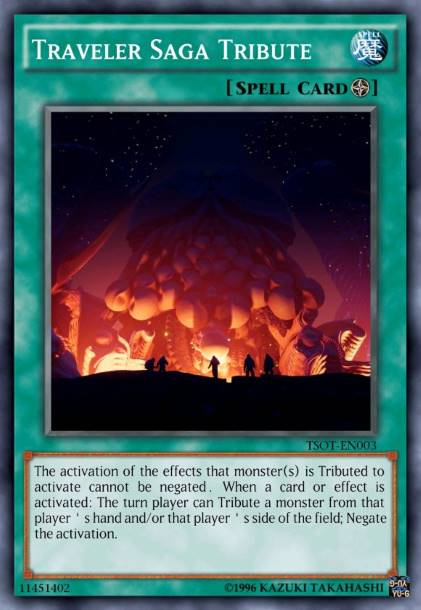 TRAVELER SAGA TRIBUTE
SPELL
魔
[SPELL CARD]
TSOT-EN003
The activation of the effects that monster(s) is Tributed to
activate cannot be negated. When a card or effect is
activated: The turn player can Tribute a monster from that
player ‘ s hand and/or that player ‘ s side of the field; Negate
the activation.
11451402
©1996 KAZUKI TAKAHASHI
YU-G